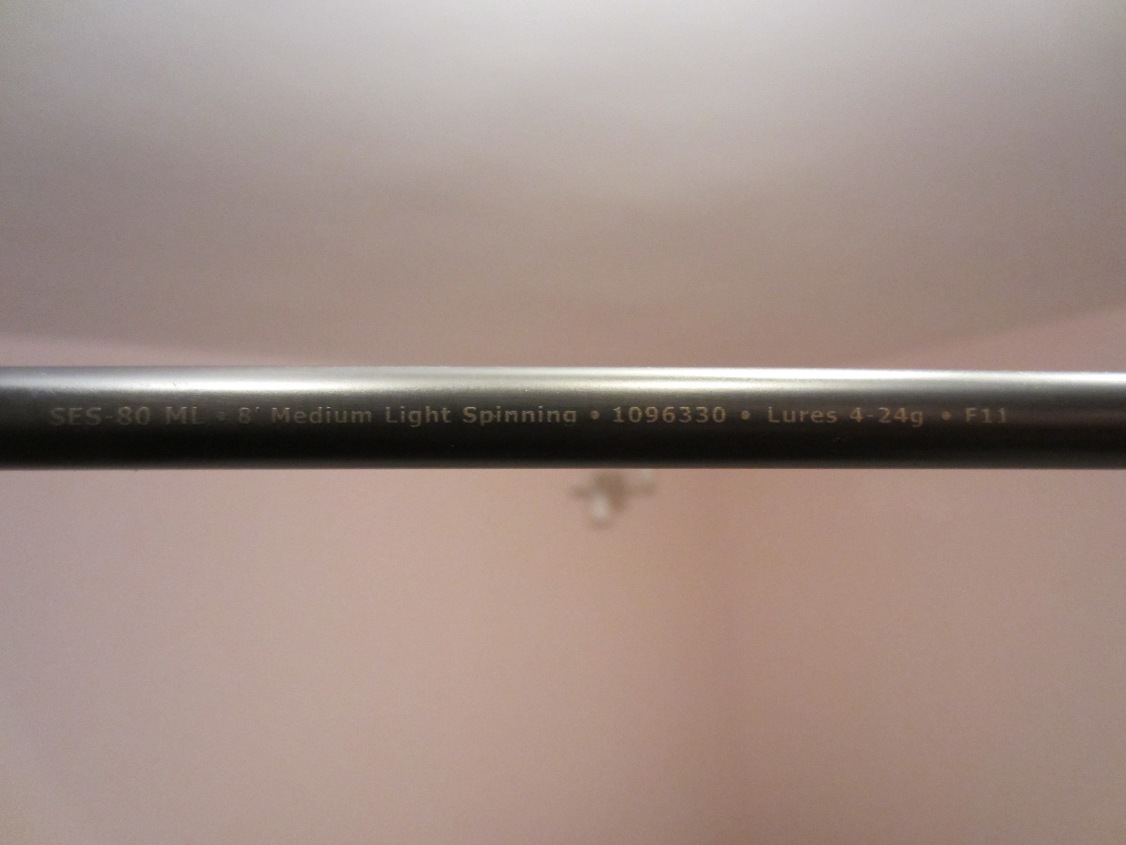 SES-80 ML • 8' Medium Light Spinning • 1096330 • Lures 4-24g • F11